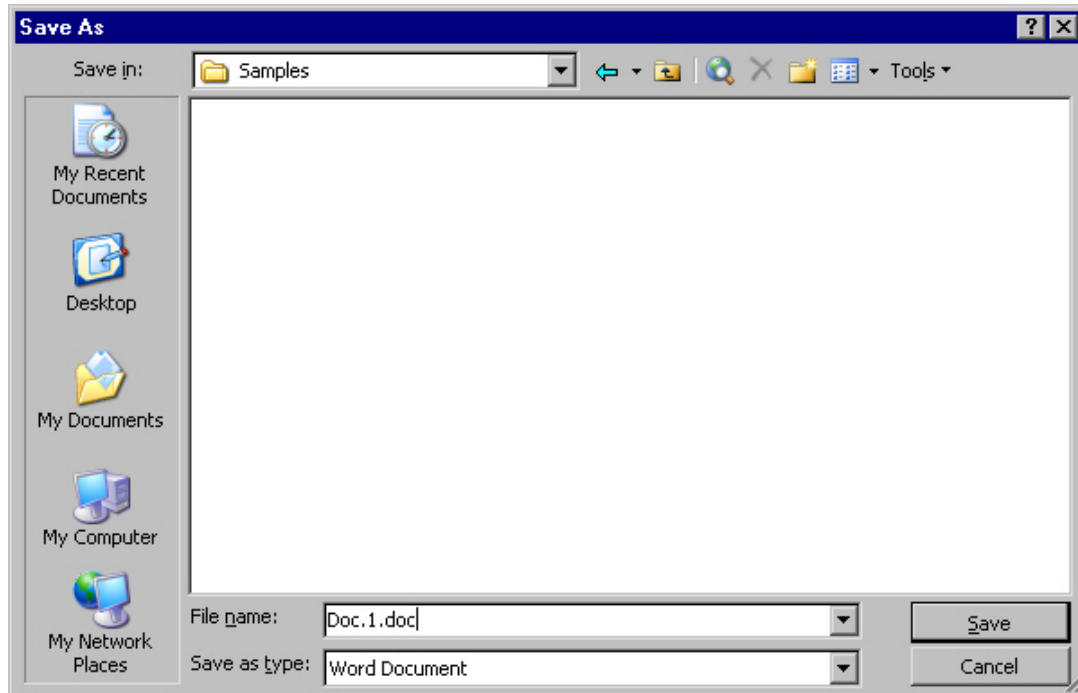 Save As
Save in:
Samples
Tools
My Recent
Documents
Desktop
My Documents
My Computer
My Network
Places
File name:
Doc.1.doc
Save
Save as type:
Word Document
Cancel